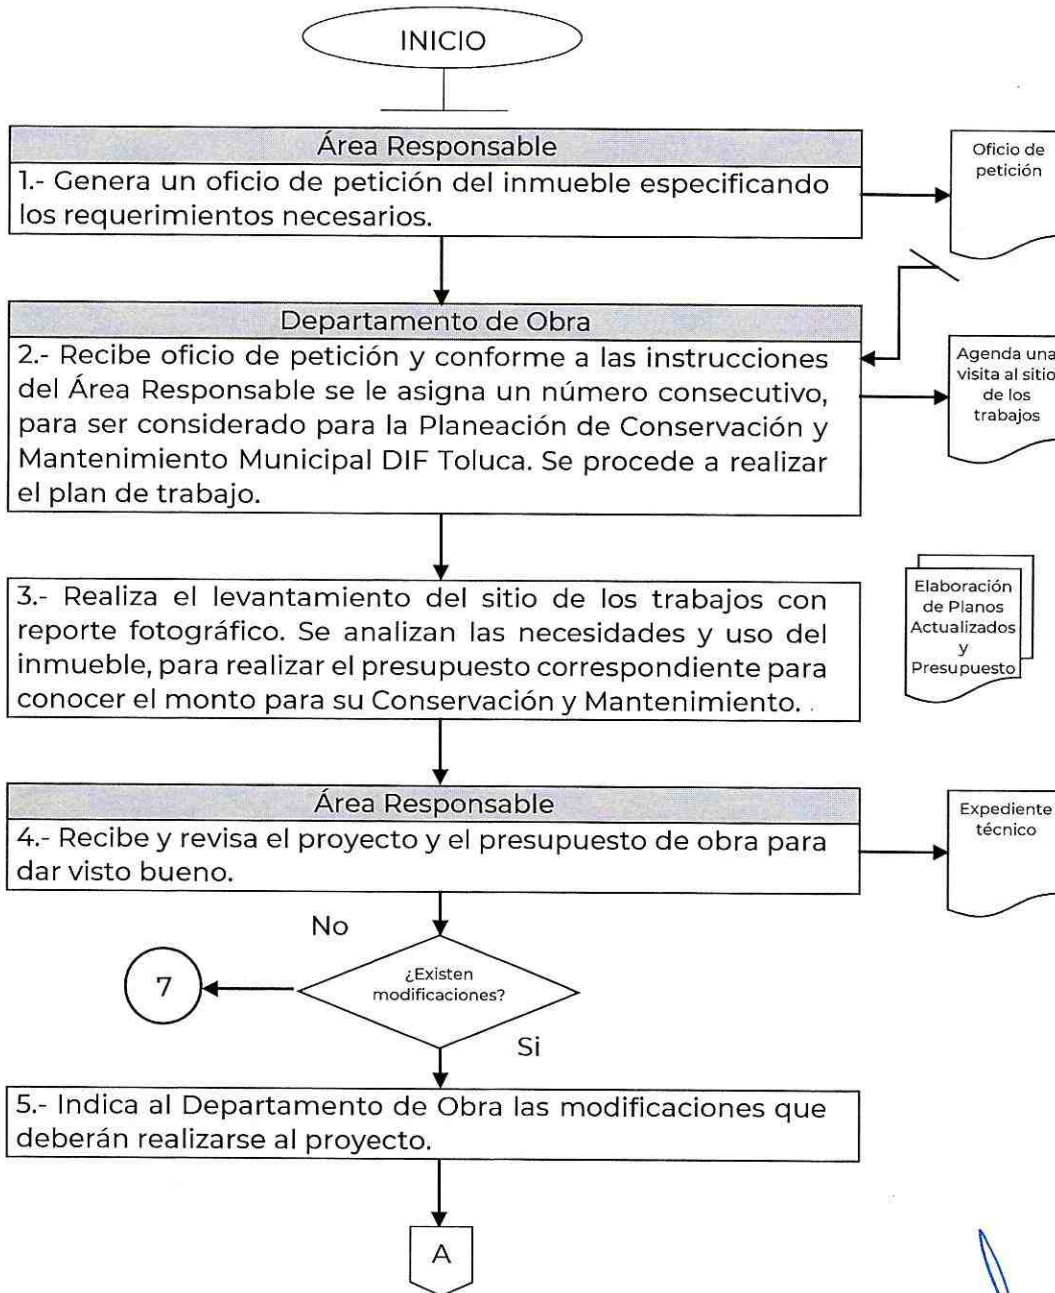 INICIO
Área Responsable
1.- Genera un oficio de petición del inmueble especificando
los requerimientos necesarios.
Oficio de
petición
Departamento de Obra
2.- Recibe oficio de petición y conforme a las instrucciones
del Área Responsable se le asigna un número consecutivo,
para ser considerado para la Planeación de Conservación y
Mantenimiento Municipal DIF Toluca. Se procede a realizar
el plan de trabajo.
Agenda una
visita al sitio
de los
trabajos
3.- Realiza el levantamiento del sitio de los trabajos con
reporte fotográfico. Se analizan las necesidades y uso del
inmueble, para realizar el presupuesto correspondiente para
conocer el monto para su Conservación y Mantenimiento.
Elaboración
de Planos
Actualizados
y
Presupuesto
Área Responsable
4.- Recibe y revisa el proyecto y el presupuesto de obra para
dar visto bueno.
Expediente
técnico
No
¿Existen
modificaciones?
7
Si
5.- Indica al Departamento de Obra las modificaciones que
deberán realizarse al proyecto.
A